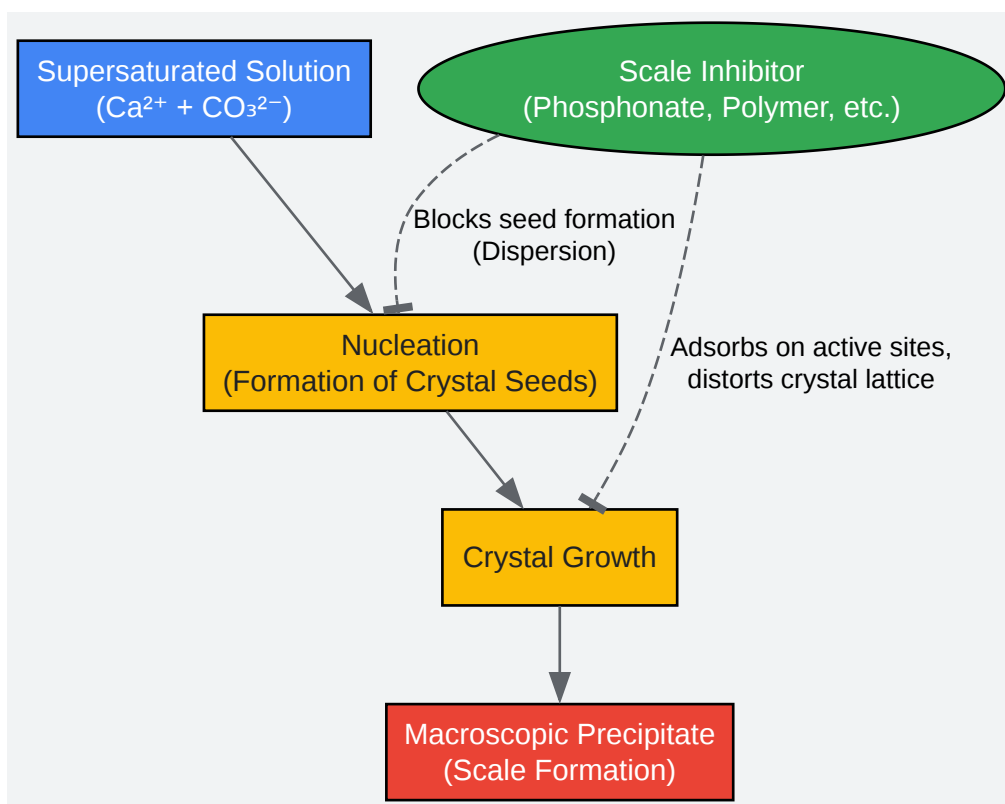 Supersaturated Solution
(Ca²⁺ + CO₃²⁻)
Scale Inhibitor
(Phosphonate, Polymer, etc.)
Blocks seed formation
(Dispersion)
Nucleation
(Formation of Crystal Seeds)
Adsorbs on active sites,
distorts crystal lattice
Crystal Growth
Macroscopic Precipitate
(Scale Formation)